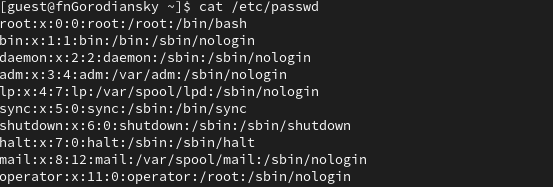 [guest@fnGorodiansky ~]$ cat /etc/passwd
root:x:0:0:root:/root:/bin/bash
bin:x:1:1:bin:/bin:/sbin/nologin
daemon:x:2:2:daemon:/sbin:/sbin/nologin
adm:x:3:4:adm:/var/adm:/sbin/nologin
lp:x:4:7:lp:/var/spool/lpd:/sbin/nologin
sync:x:5:0:sync:/sbin:/bin/sync
shutdown:x:6:0:shutdown:/sbin:/sbin/shutdown
halt:x:7:0:halt:/sbin:/sbin/halt
mail:x:8:12:mail:/var/spool/mail:/sbin/nologin
operator:x:11:0:operator:/root:/sbin/nologin